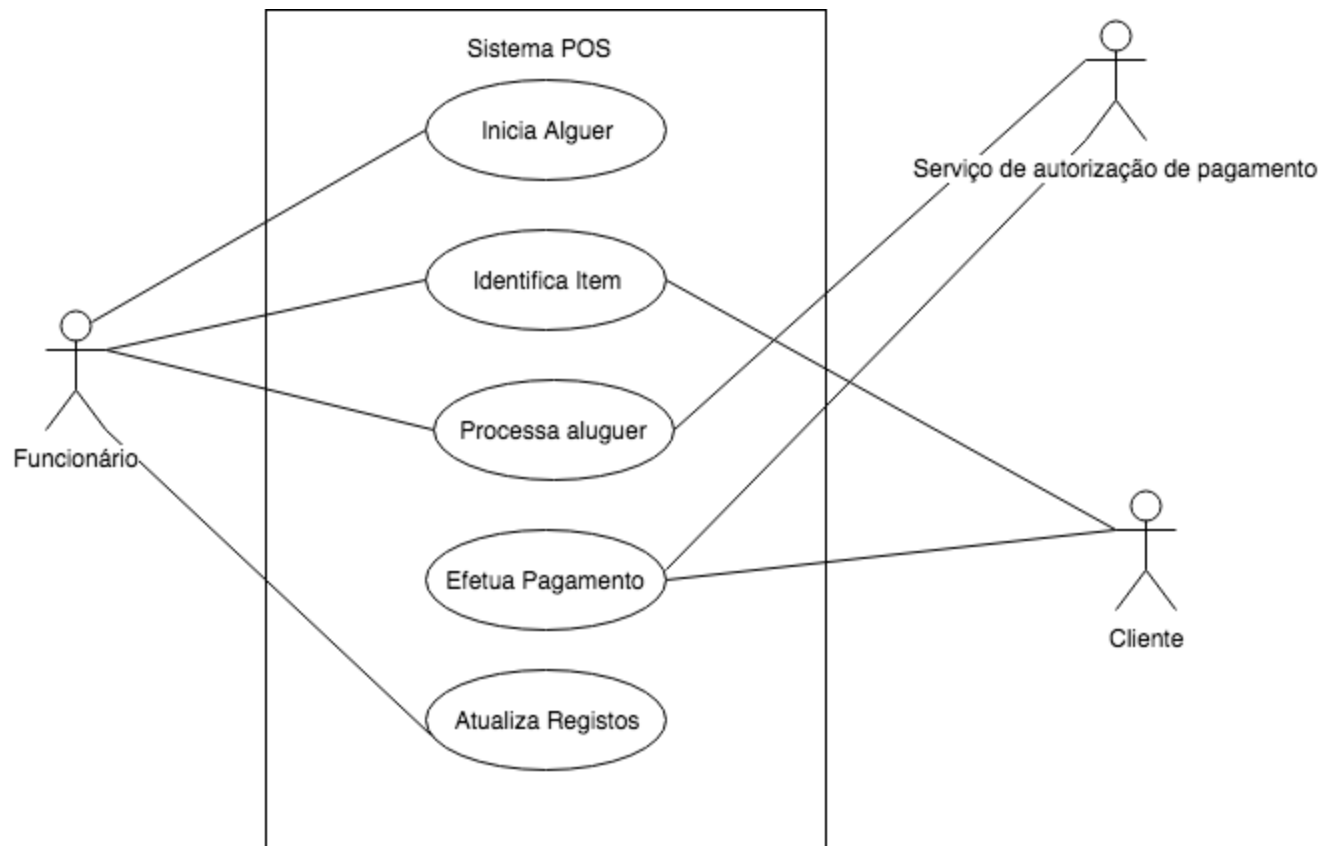 Sistema POS
Inicia Alguer
Serviço de autorização de pagamento
Identifica Item
Processa aluguer
Funcionário
Efetua Pagamento
Cliente
Atualiza Registos